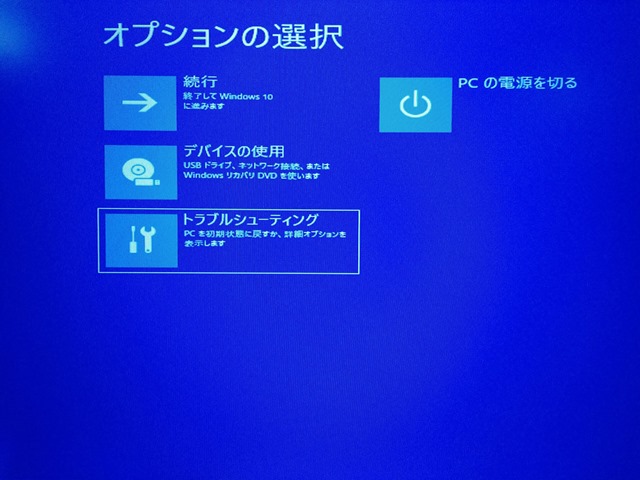 オプションの選択
続行
終了して Windows 10
に進みます
PC の電源を切る
デバイスの使用
USB ドライブ、ネットワーク接続、または
Windows リカバリ DVD を使います
トラブルシューティング
PC を初期状態に戻すか、詳細オプションを
表示します